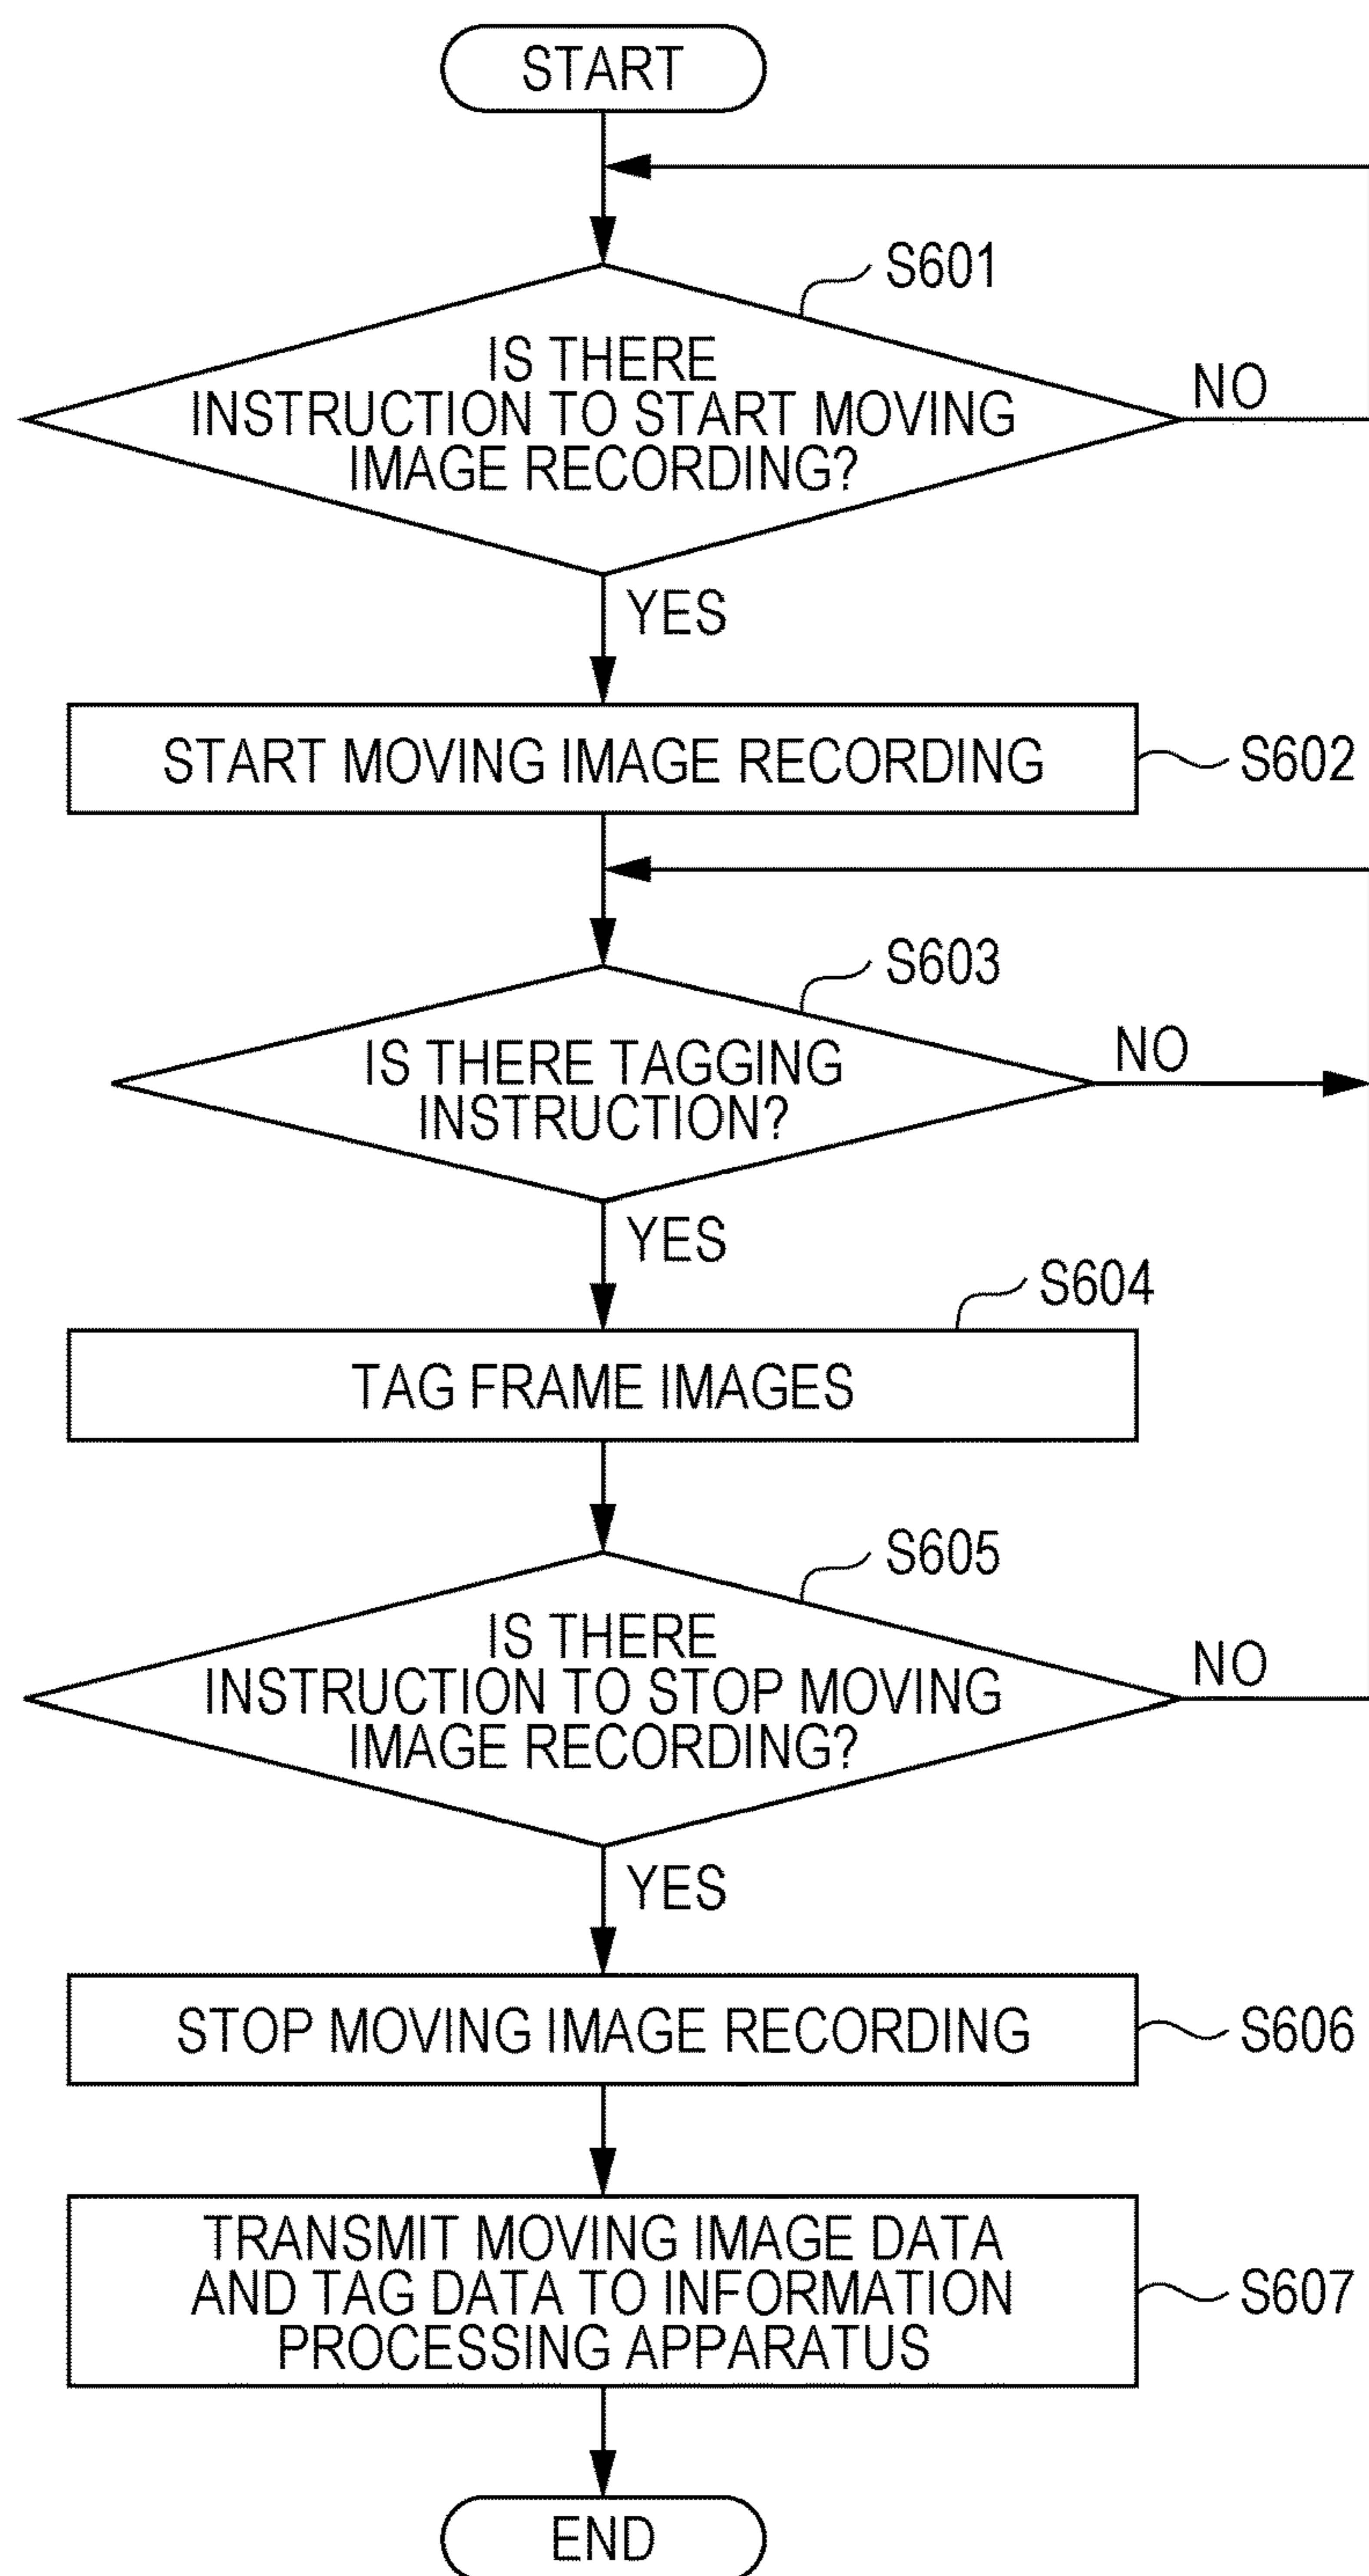 START
S601
IS THERE
INSTRUCTION TO START MOVING
IMAGE RECORDING?
NO
YES
START MOVING IMAGE RECORDING
S602
S603
IS THERE TAGGING
INSTRUCTION?
NO
YES
S604
TAG FRAME IMAGES
S605
IS THERE
INSTRUCTION TO STOP MOVING
IMAGE RECORDING?
NO
YES
STOP MOVING IMAGE RECORDING
S606
TRANSMIT MOVING IMAGE DATA
AND TAG DATA TO INFORMATION
PROCESSING APPARATUS
S607
END